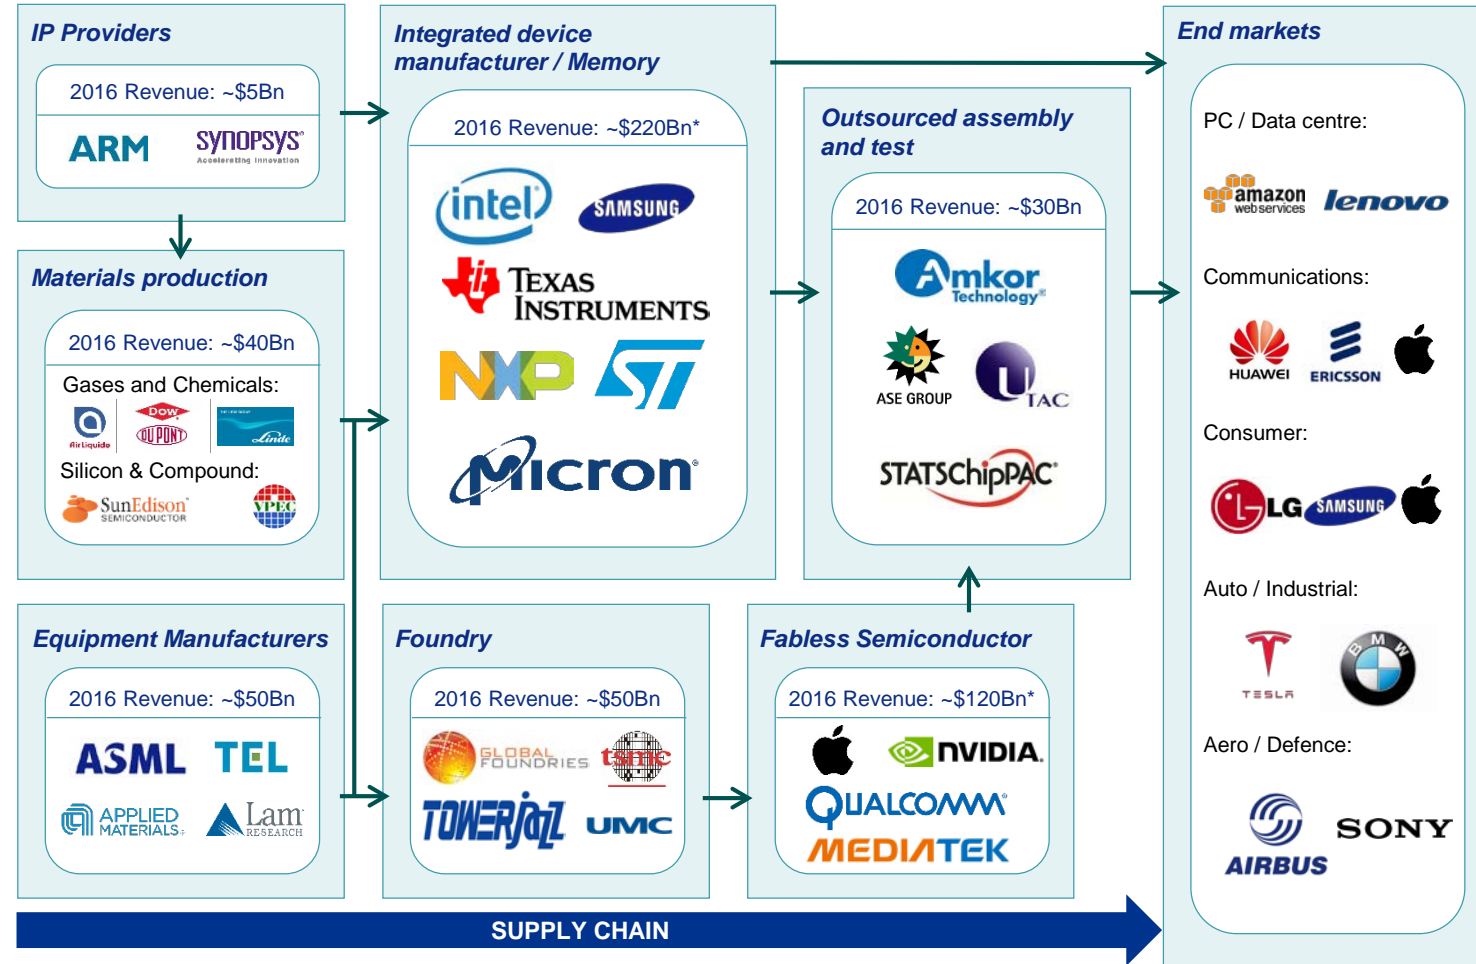 IP Providers
2016 Revenue: ~$5Bn
ARM
SYNOPSYS®
Accelerating Innovation
Materials production
2016 Revenue: ~$40Bn
Gases and Chemicals:
Air Liquide
DOW
DU PONT
THE LINDE GROUP
Linde
Silicon & Compound:
SunEdison
SEMICONDUCTOR
VPEC
Equipment Manufacturers
2016 Revenue: ~$50Bn
ASML
TEL
APPLIED
MATERIALS
Lam
RESEARCH
Integrated device
manufacturer / Memory
2016 Revenue: ~$220Bn*
intel®
SAMSUNG
TEXAS
INSTRUMENTS
NXP
ST
Micron®
Foundry
2016 Revenue: ~$50Bn
GLOBAL
FOUNDRIES
tsmc
TOWERJAZZ
UMC
Outsourced assembly
and test
2016 Revenue: ~$30Bn
Amkor
Technology®
ASE GROUP
UTAC
STATSChipPAC®
Fabless Semiconductor
2016 Revenue: ~$120Bn*
NVIDIA.
QUALCOMM®
MEDIATEK
End markets
PC / Data centre:
amazon
webservices
lenovo
Communications:
HUAWEI
ERICSSON
Consumer:
LG
SAMSUNG
Auto / Industrial:
TESLA
BMW
Aero / Defence:
AIRBUS
SONY
SUPPLY CHAIN